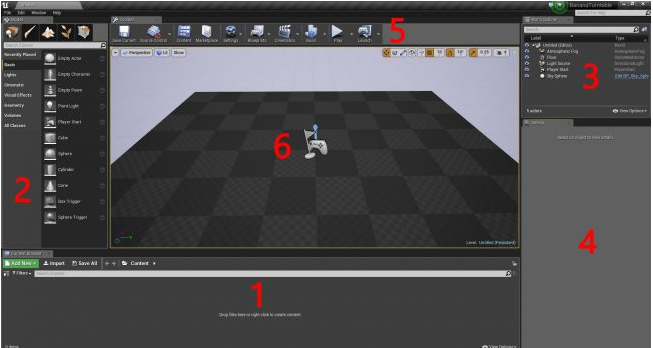 BananaTurntable
File Edit Window Help
Modes
Save Current Source Control Content Marketplace Settings Blueprints Cinematics Build Play Launch
5
Search Classes
Recently Placed
Basic
Lights
Cinematic
Visual Effects
Geometry
Volumes
All Classes
Empty Actor
Empty Character
Empty Pawn
Point Light
Player Start
Cube
Sphere
Cylinder
Cone
Box Trigger
Sphere Trigger
2
Perspective Lit Show
10 10° 0.25 4
6
Level: Untitled (Persistent)
World Outliner
Search
Label Type
Untitled (Editor) World
Atmospheric Fog AtmosphericFog
Floor StaticMeshActor
Light Source DirectionalLight
Player Start PlayerStart
Sky Sphere
3
View Options
Details
Select an object to view details
4
Content Browser
Add New Import Save All Content
Filters Search Content
1
Drop files here or right click to create content.
0 items View Options